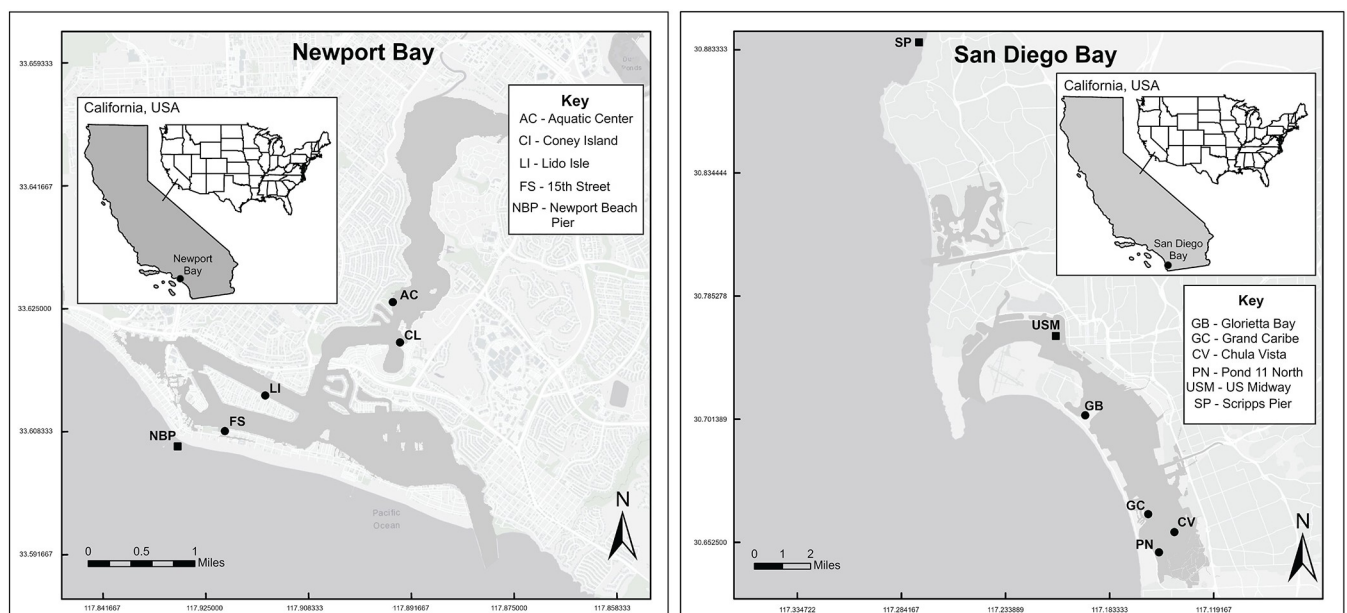 Newport Bay
33.659333
33.641667
33.625000
33.608333
33.591667
California, USA
Newport
Bay
Key
AC - Aquatic Center
CI - Coney Island
LI - Lido Isle
FS - 15th Street
NBP - Newport Beach
Pier
AC
CL
LI
FS
NBP
Pacific
Ocean
N
0 0.5 1
Miles
117.841667 117.925000 117.908333 117.891667 117.875000 117.858333
San Diego Bay
SP
30.883333
30.834444
30.785278
30.701389
30.652500
California, USA
San Diego
Bay
Key
GB - Glorietta Bay
GC - Grand Caribe
CV - Chula Vista
PN - Pond 11 North
USM - US Midway
SP - Scripps Pier
USM
GB
GC
CV
PN
N
0 1 2
Miles
117.334722 117.284167 117.233889 117.183333 117.119167